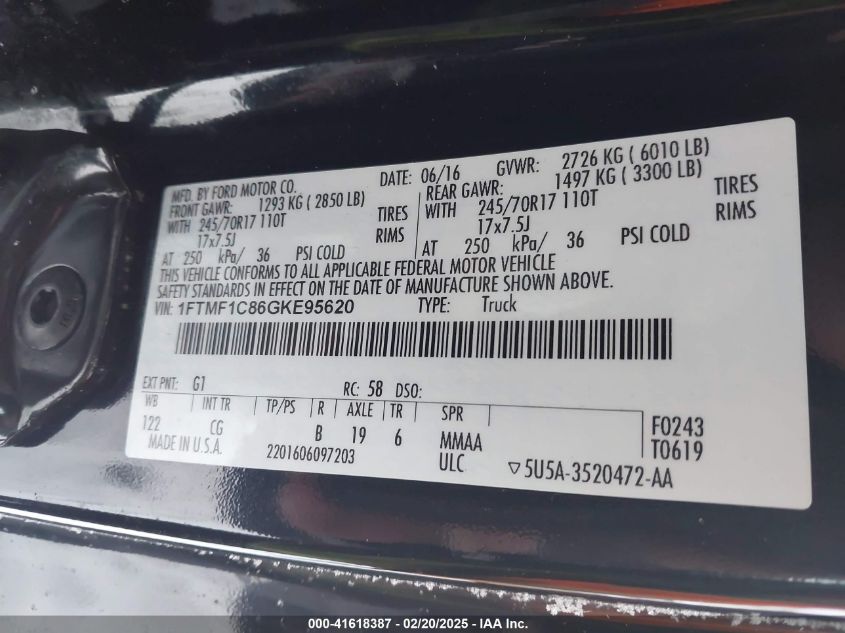 MFD. BY FORD MOTOR CO. DATE: 06/16 GVWR: 2726 KG ( 6010 LB)
FRONT GAWR: 1293 KG ( 2850 LB) REAR GAWR: 1497 KG ( 3300 LB)
WITH 245/70R17 110T TIRES WITH 245/70R17 110T TIRES
17x7.5J RIMS 17x7.5J RIMS
AT 250 kPa/ 36 PSI COLD AT 250 kPa/ 36 PSI COLD
THIS VEHICLE CONFORMS TO ALL APPLICABLE FEDERAL MOTOR VEHICLE
SAFETY STANDARDS IN EFFECT ON THE DATE OF MANUFACTURE SHOWN ABOVE.
VIN: 1FTMF1C86GKE95620 TYPE: Truck
EXT PNT: G1 RC: 58 DSO:
WB INT TR TP/PS R AXLE TR SPR
122 CG B 19 6 MMAA F0243
MADE IN U.S.A. 2201606097203 ULC T0619
▽5U5A-3520472-AA
000-41618387 - 02/20/2025 - IAA Inc.